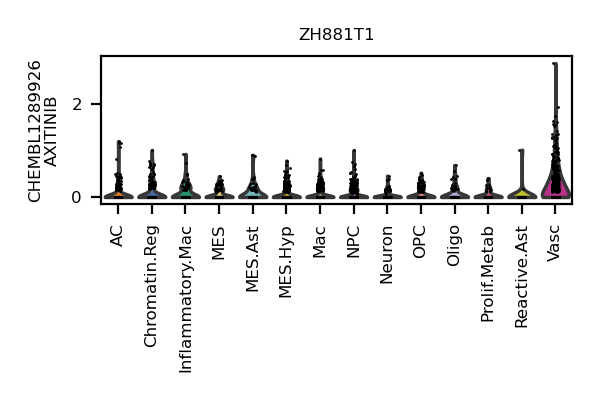 ZH881T1
CHEMBL1289926
AXITINIB
2
0
AC
Chromatin.Reg
Inflammatory.Mac
MES
MES.Ast
MES.Hyp
Mac
NPC
Neuron
OPC
Oligo
Prolif.Metab
Reactive.Ast
Vasc